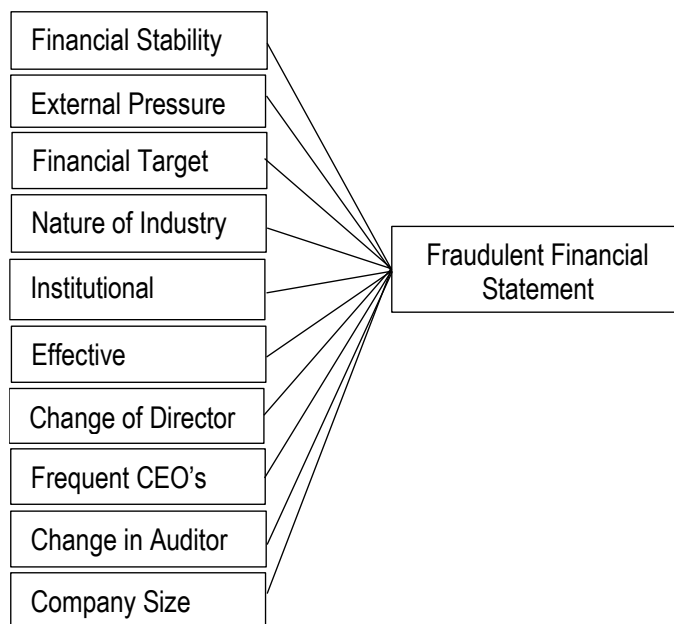 Financial Stability
External Pressure
Financial Target
Nature of Industry
Institutional
Effective
Change of Director
Frequent CEO's
Change in Auditor
Company Size
Fraudulent Financial
Statement